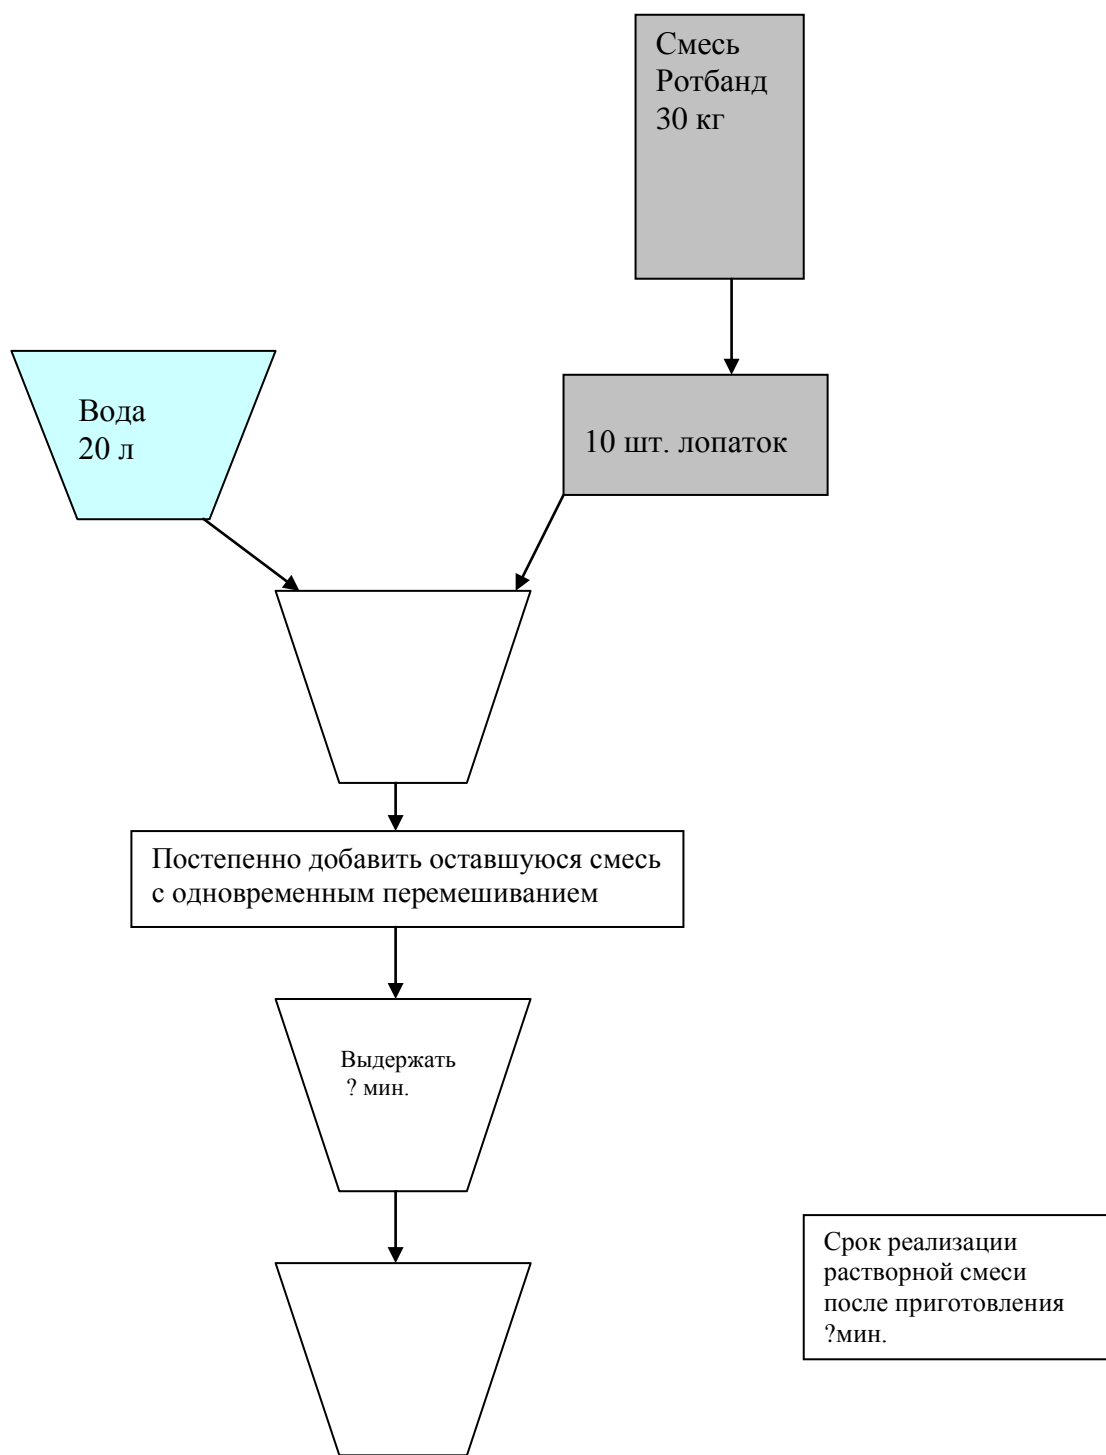 Смесь
Ротбанд
30 кг
Вода
20 л
10 шт. лопаток
Постепенно добавить оставшуюся смесь
с одновременным перемешиванием
Выдержать
? мин.
Срок реализации
растворной смеси
после приготовления
?мин.